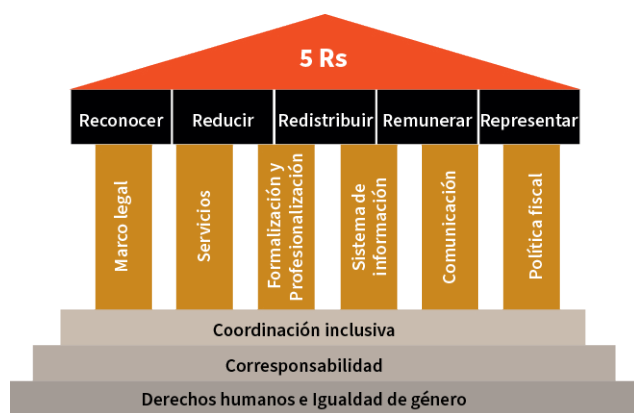 5 Rs
Reconocer
Reducir
Redistribuir
Remunerar
Representar
Marco legal
Servicios
Formalización y
Profesionalización
Sistema de
información
Comunicación
Política fiscal
Coordinación inclusiva
Corresponsabilidad
Derechos humanos e Igualdad de género